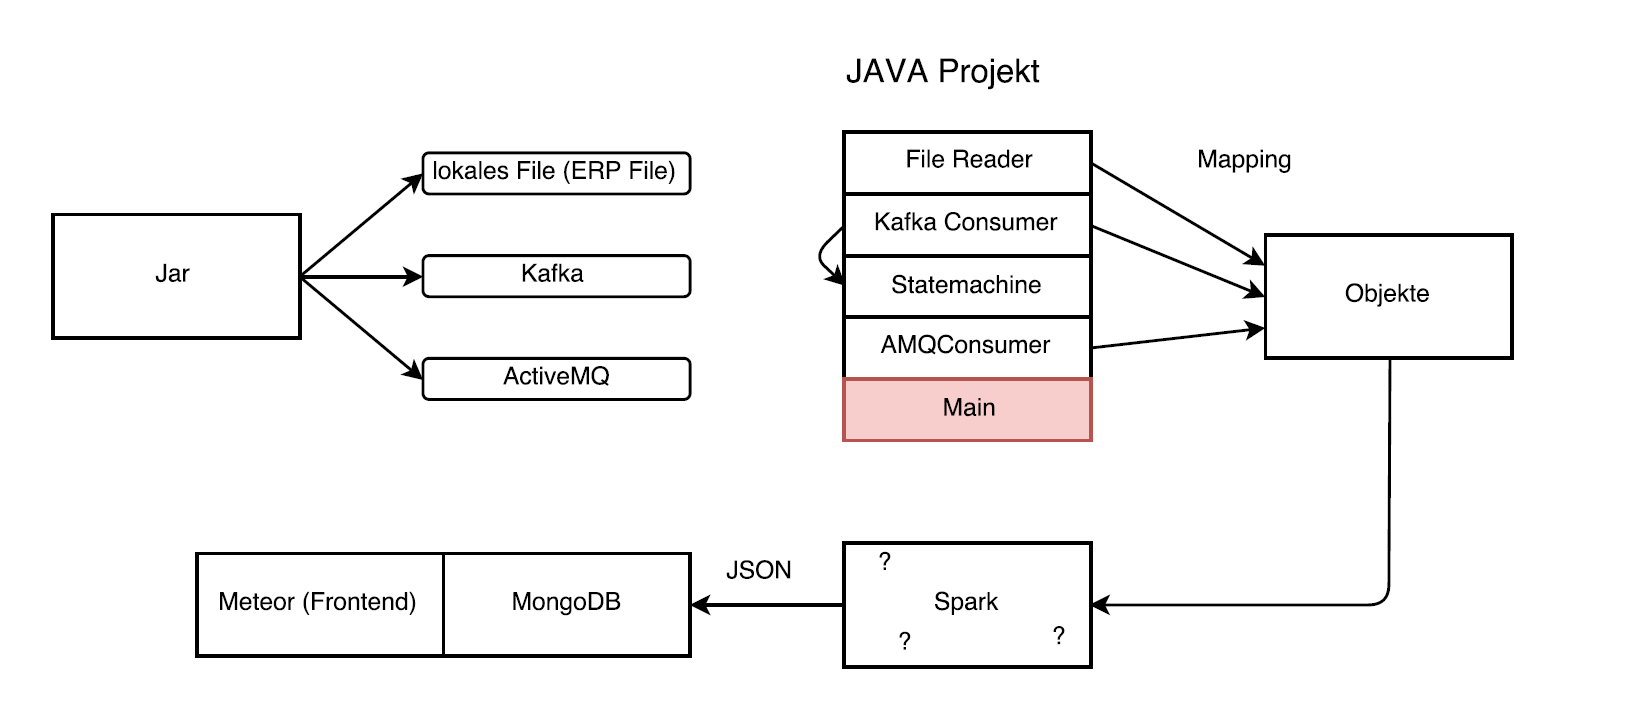 JAVA Projekt
lokales File (ERP File)
Jar
Kafka
ActiveMQ
File Reader
Kafka Consumer
Statemachine
AMQConsumer
Main
Mapping
Objekte
Meteor (Frontend)
MongoDB
JSON
?
Spark
?
?